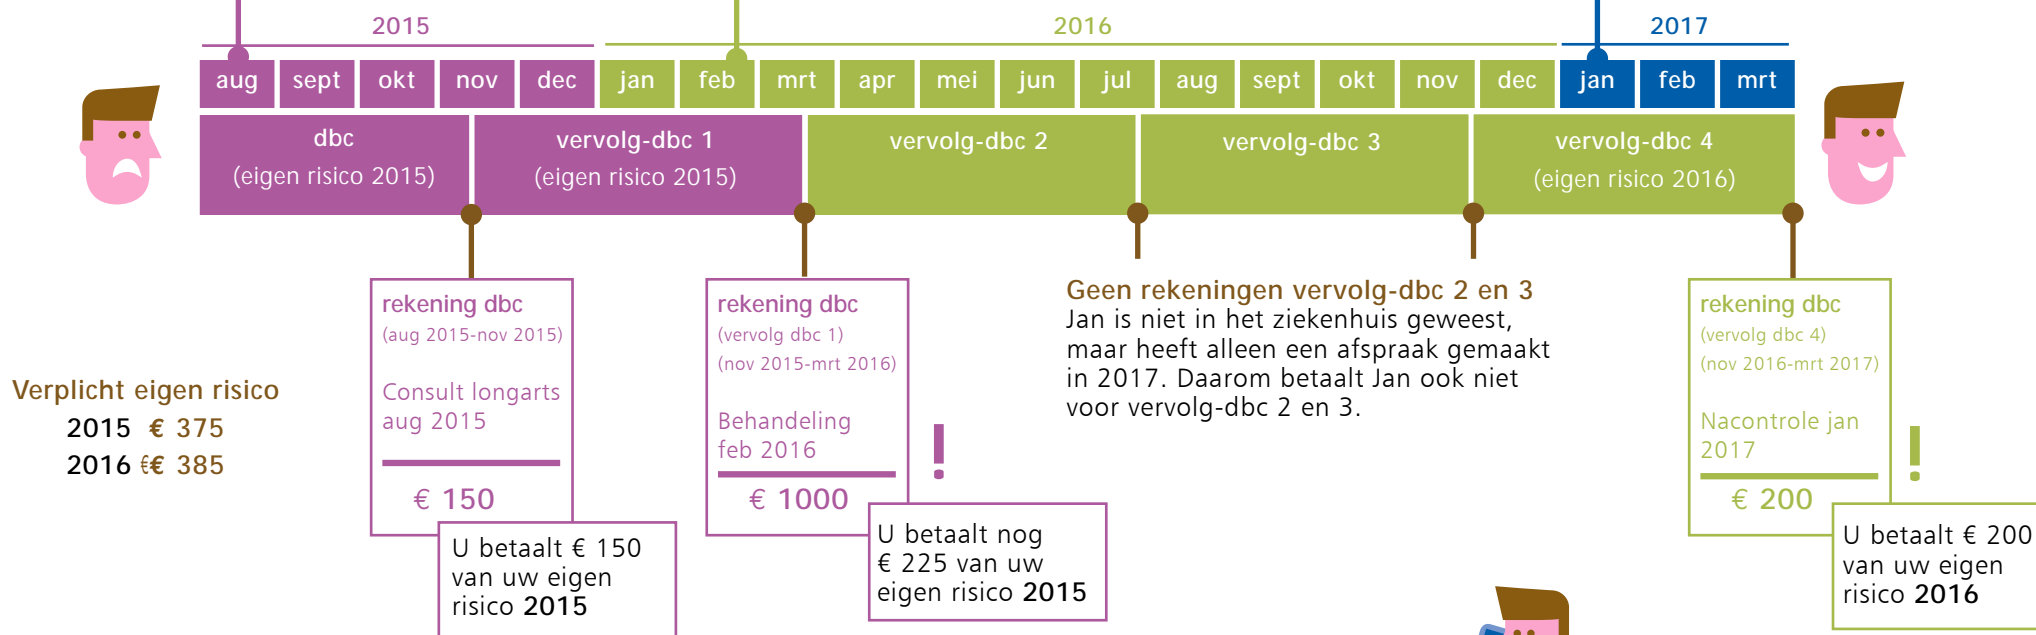 2015
2016
2017
aug sept okt nov dec jan feb mrt apr mei jun jul aug sept okt nov dec jan feb mrt
dbc
(eigen risico 2015)
vervolg-dbc 1
(eigen risico 2015)
vervolg-dbc 2
vervolg-dbc 3
vervolg-dbc 4
(eigen risico 2016)
Verplicht eigen risico
2015 € 375
2016 €€ 385
rekening dbc
(aug 2015-nov 2015)
Consult longarts
aug 2015
€ 150
U betaalt € 150
van uw eigen
risico 2015
rekening dbc
(vervolg dbc 1)
(nov 2015-mrt 2016)
Behandeling
feb 2016
€ 1000
!
U betaalt nog
€ 225 van uw
eigen risico 2015
Geen rekeningen vervolg-dbc 2 en 3
Jan is niet in het ziekenhuis geweest,
maar heeft alleen een afspraak gemaakt
in 2017. Daarom betaalt Jan ook niet
voor vervolg-dbc 2 en 3.
rekening dbc
(vervolg dbc 4)
(nov 2016-mrt 2017)
Nacontrole jan
2017
€ 200
!
U betaalt € 200
van uw eigen
risico 2016